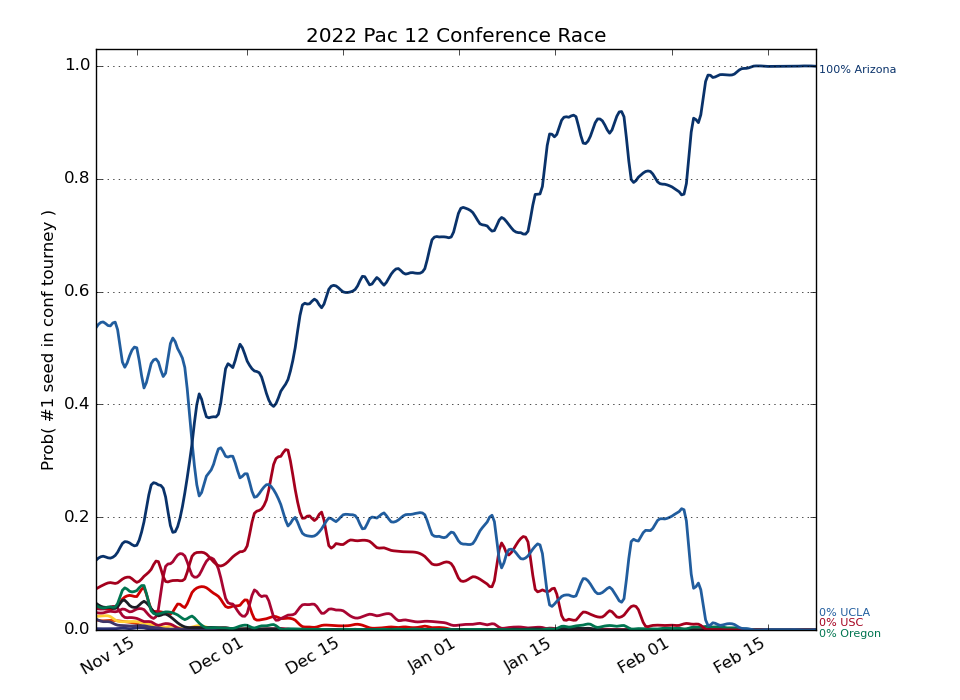 2022 Pac 12 Conference Race
Prob( #1 seed in conf tourney )
1.0
0.8
0.6
0.4
0.2
0.0
100% Arizona
0% UCLA
0% USC
0% Oregon
Nov 15
Dec 01
Dec 15
Jan 01
Jan 15
Feb 01
Feb 15